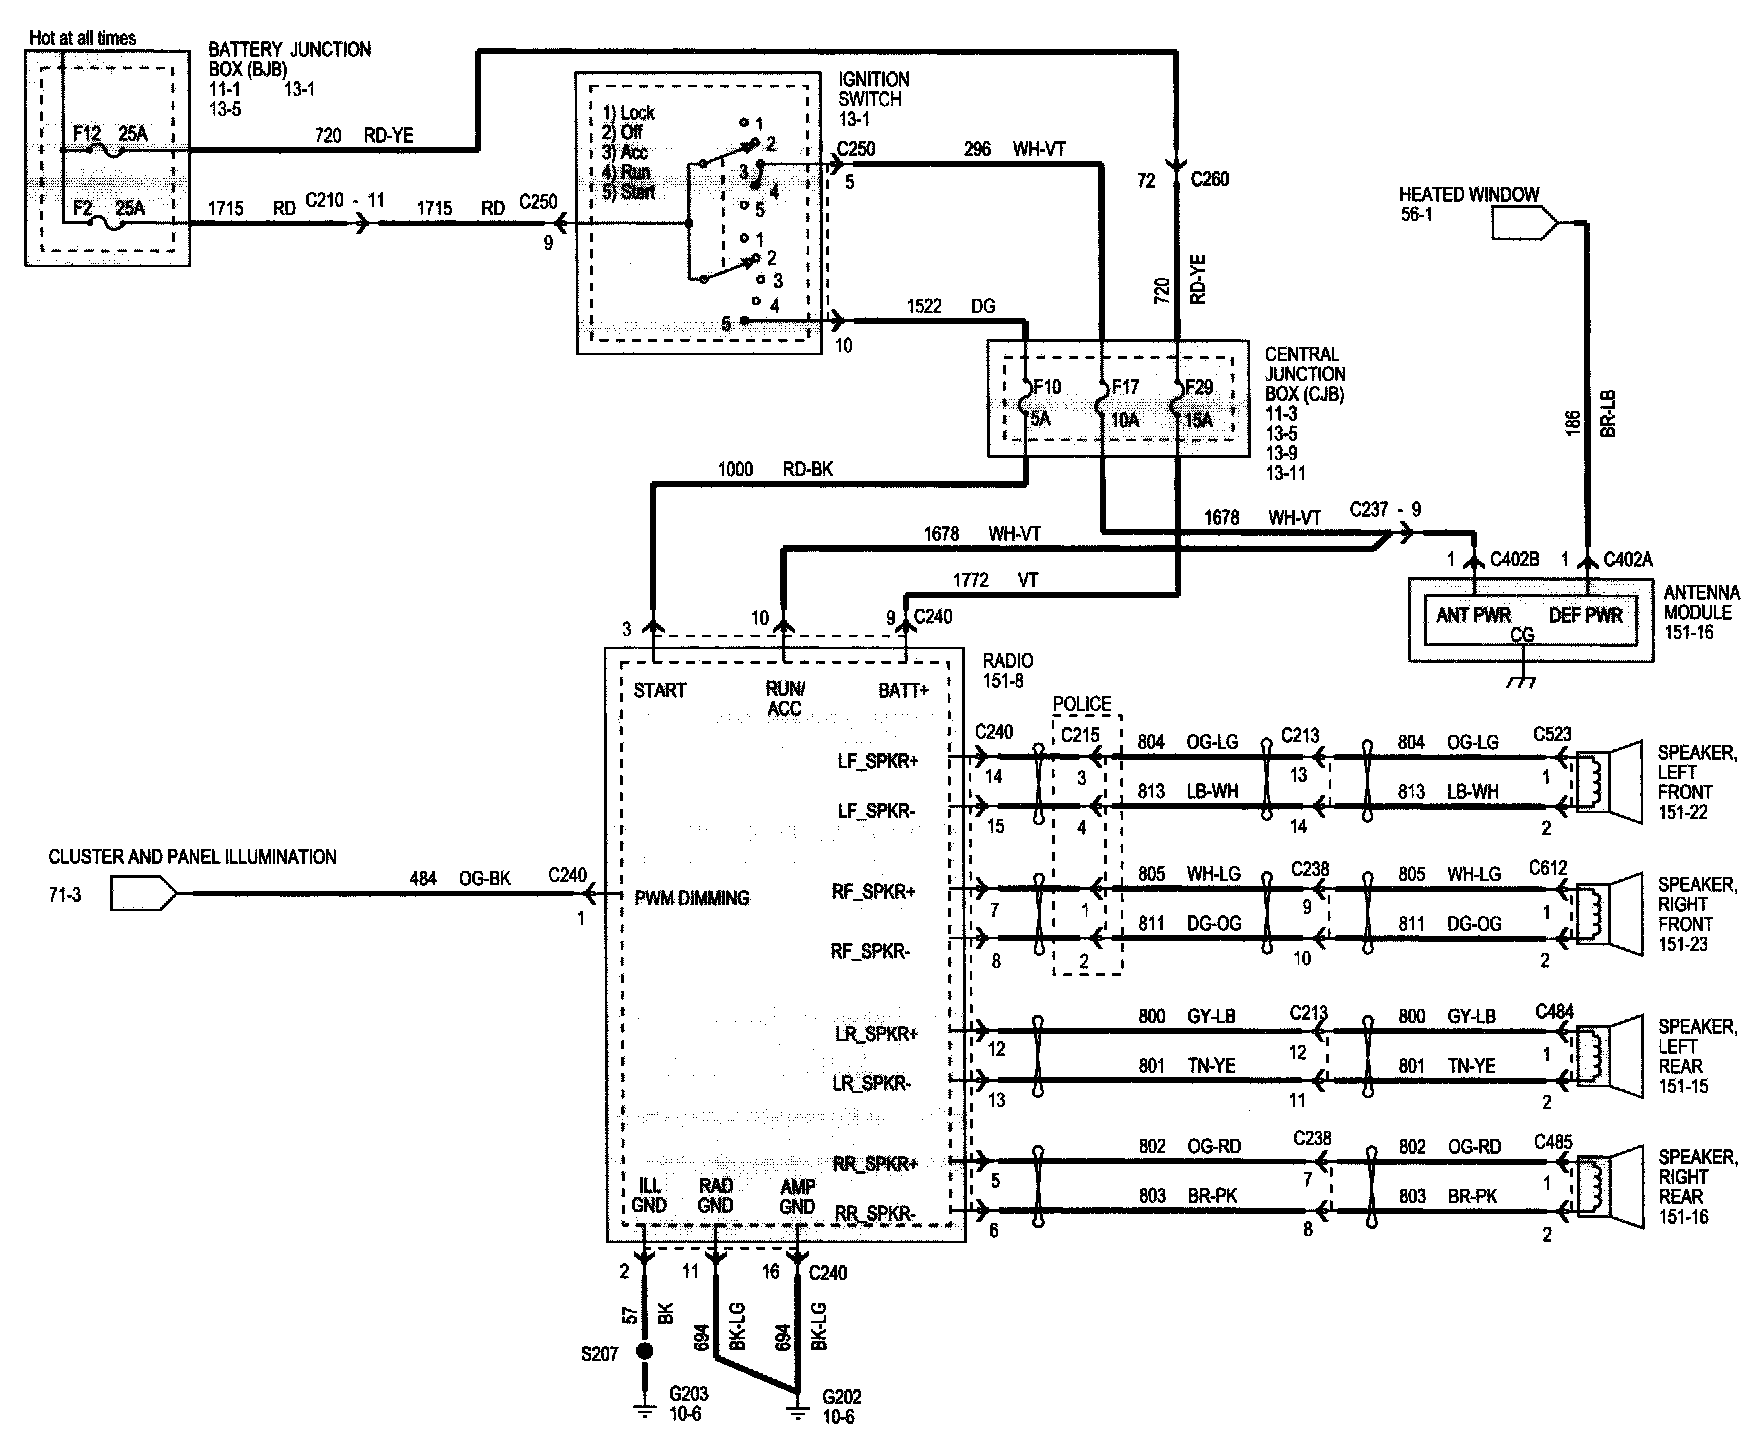 Hot at all times
BATTERY JUNCTION
BOX (BJB)
11-1 13-1
13-5
F12 25A
720 RD-YE
F2 25A
1715 RD
C210 - 11
1715 RD
C250
9
IGNITION
SWITCH
13-1
1) Lock
2) Off
3) Acc
4) Run
5) Start
1
2
3
4
5
1
2
3
4
5
C250
5
296 WH-VT
10
1522 DG
72 C260
720 RD-YE
HEATED WINDOW
56-1
186 BR-LB
F10
5A
F17
10A
F29
15A
CENTRAL
JUNCTION
BOX (CJB)
11-3
13-5
13-9
13-11
1000 RD-BK
1678 WH-VT
C237 - 9
1678 WH-VT
1772 VT
1 C402B
1 C402A
ANT PWR DEF PWR
CG
ANTENNA
MODULE
151-16
3
10
9 C240
RADIO
151-8
START
RUN/
ACC
BATT+
POLICE
C240
C215
804 OG-LG
C213
804 OG-LG
C523
LF_SPKR+
14
3
13
1
813 LB-WH
813 LB-WH
LF_SPKR-
15
4
14
2
SPEAKER,
LEFT
FRONT
151-22
CLUSTER AND PANEL ILLUMINATION
71-3
484 OG-BK
C240
1
PWM DIMMING
805 WH-LG
C238
805 WH-LG
C612
RF_SPKR+
7
1
9
1
811 DG-OG
811 DG-OG
RF_SPKR-
8
2
10
2
SPEAKER,
RIGHT
FRONT
151-23
800 GY-LB
C213
800 GY-LB
C484
LR_SPKR+
12
12
1
801 TN-YE
801 TN-YE
LR_SPKR-
13
11
2
SPEAKER,
LEFT
REAR
151-15
802 OG-RD
C238
802 OG-RD
C485
RR_SPKR+
5
7
1
803 BR-PK
803 BR-PK
RR_SPKR-
6
8
2
SPEAKER,
RIGHT
REAR
151-16
ILL
GND
RAD
GND
AMP
GND
2
11
16 C240
57 BK
694 BK-LG
694 BK-LG
S207
G203
10-6
G202
10-6